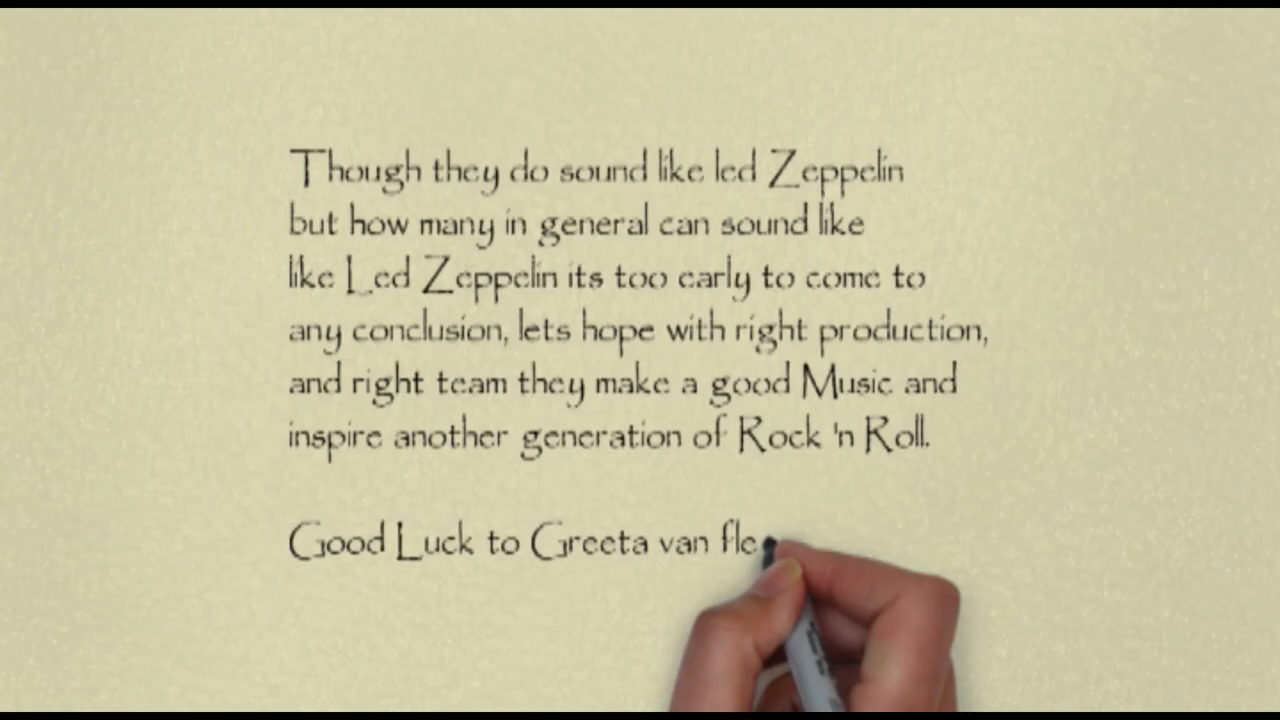 Though they do sound like led Zeppelin
but how many in general can sound like
like Led Zeppelin its too early to come to
any conclusion, lets hope with right production,
and right team they make a good Music and
inspire another generation of Rock 'n Roll.
Good Luck to Greeta van fle